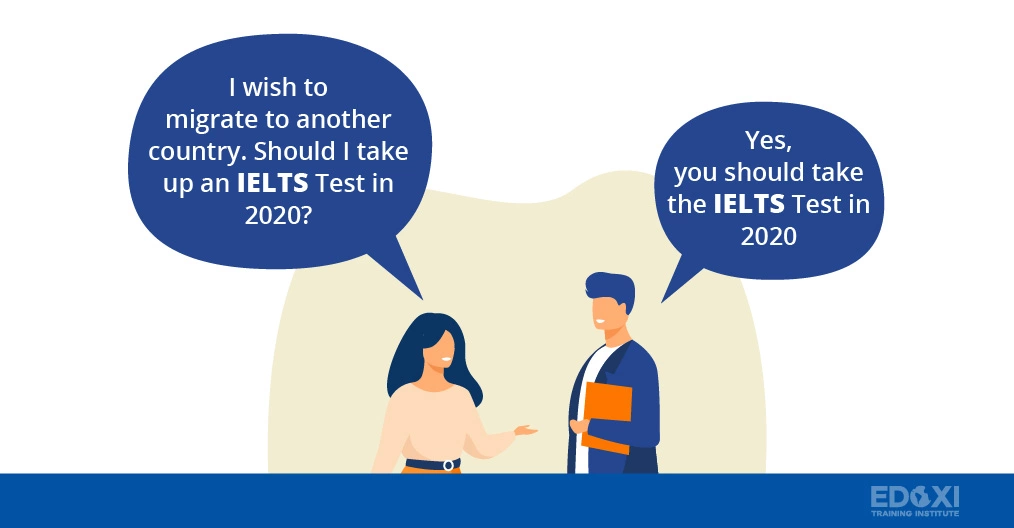 I wish to
migrate to another
country. Should I take
up an IELTS Test in
2020?
Yes,
you should take
the IELTS Test in
2020
EDOXI
TRAINING INSTITUTE